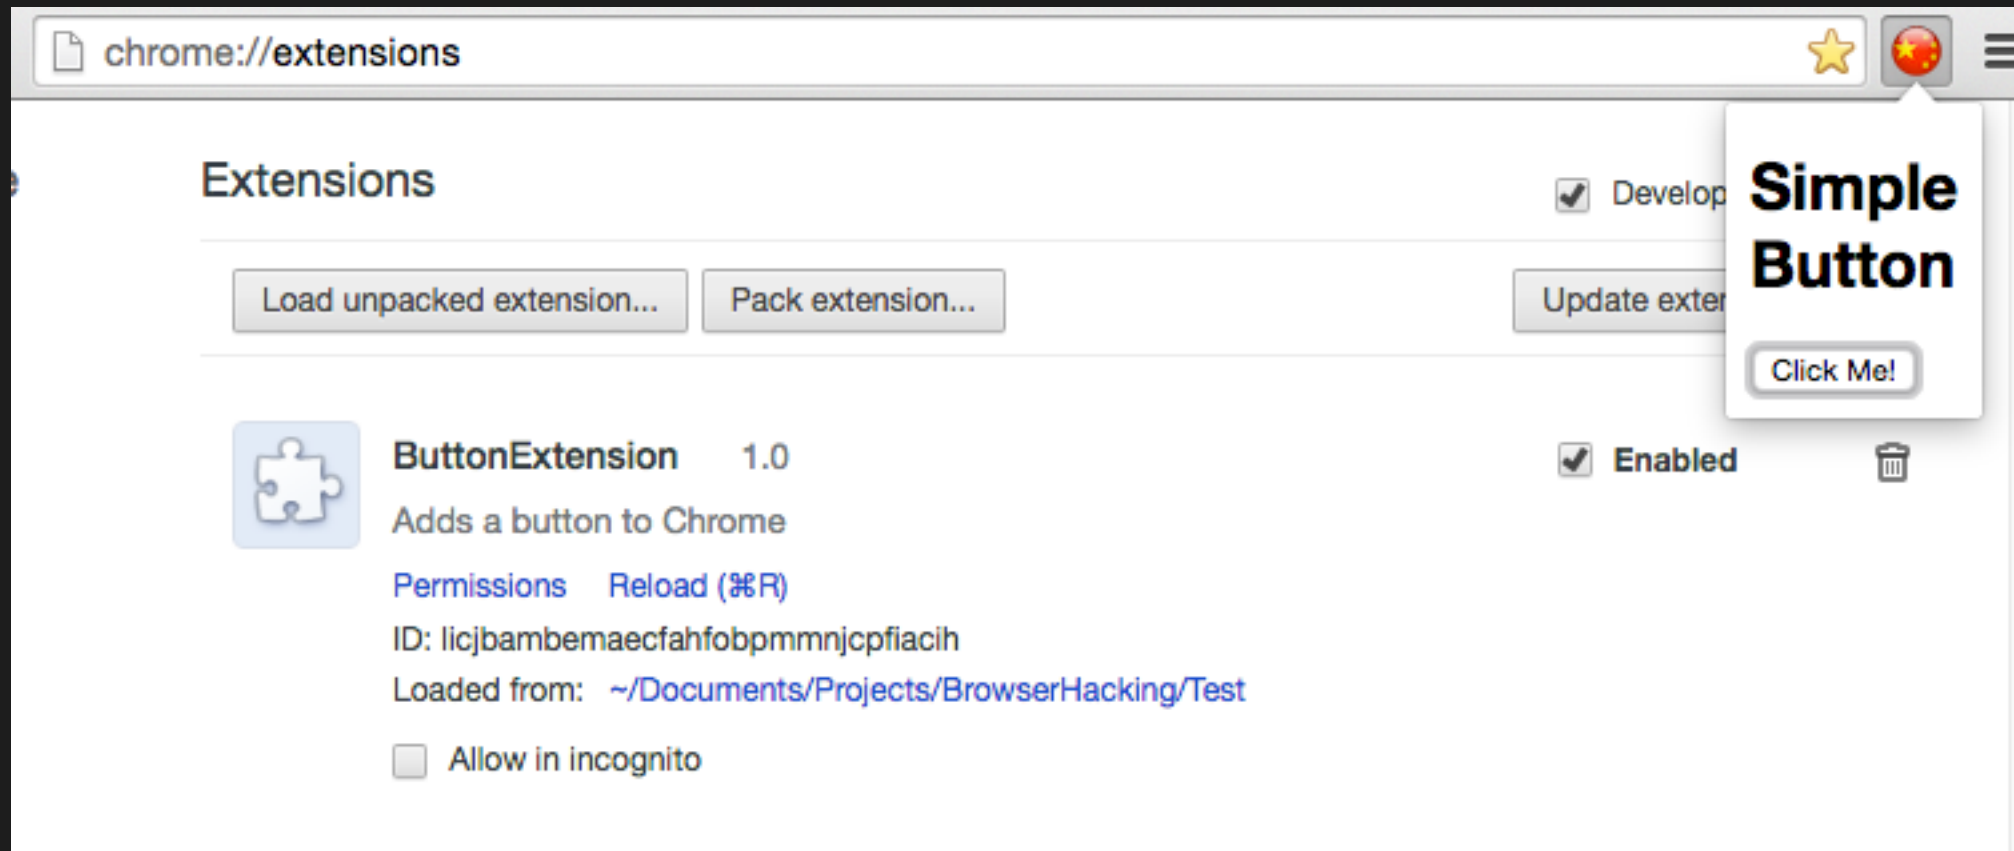 chrome://extensions
Extensions
Develop
Simple
Button
Load unpacked extension...
Pack extension...
Update exter
Click Me!
ButtonExtension 1.0
Enabled
Adds a button to Chrome
Permissions Reload (⌘R)
ID: licjbambemaecfahfobpmmnjcpfiacih
Loaded from: ~/Documents/Projects/BrowserHacking/Test
Allow in incognito